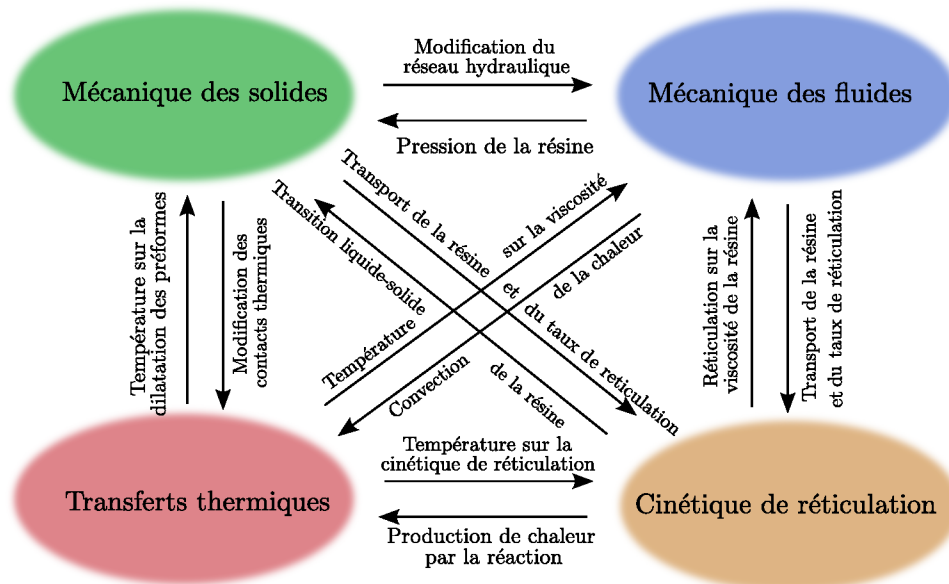 Modification du
réseau hydraulique
Mécanique des solides
Mécanique des fluides
Pression de la résine
Transport de la résine et du taux de reticulation
Transition liquide-solide de la résine
Température sur la viscosité
Convection de la chaleur
Température sur la
dilatation des préformes
Modification des
contacts thermiques
Réticulation sur la
viscosité de la résine
Transport de la résine
et du taux de réticulation
Température sur la
cinétique de réticulation
Transferts thermiques
Cinétique de réticulation
Production de chaleur
par la réaction